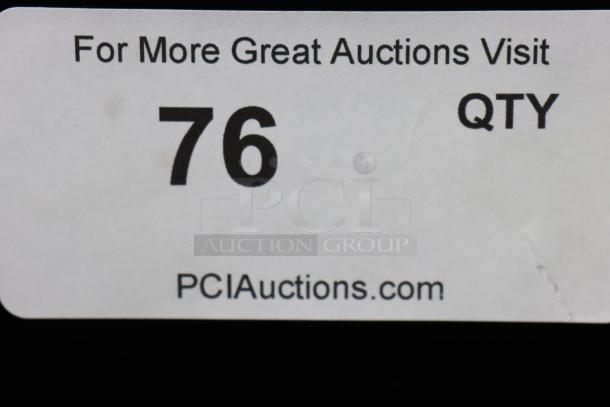 For More Great Auctions Visit
76
QTY
PCI
AUCTION GROUP
PCIAuctions.com